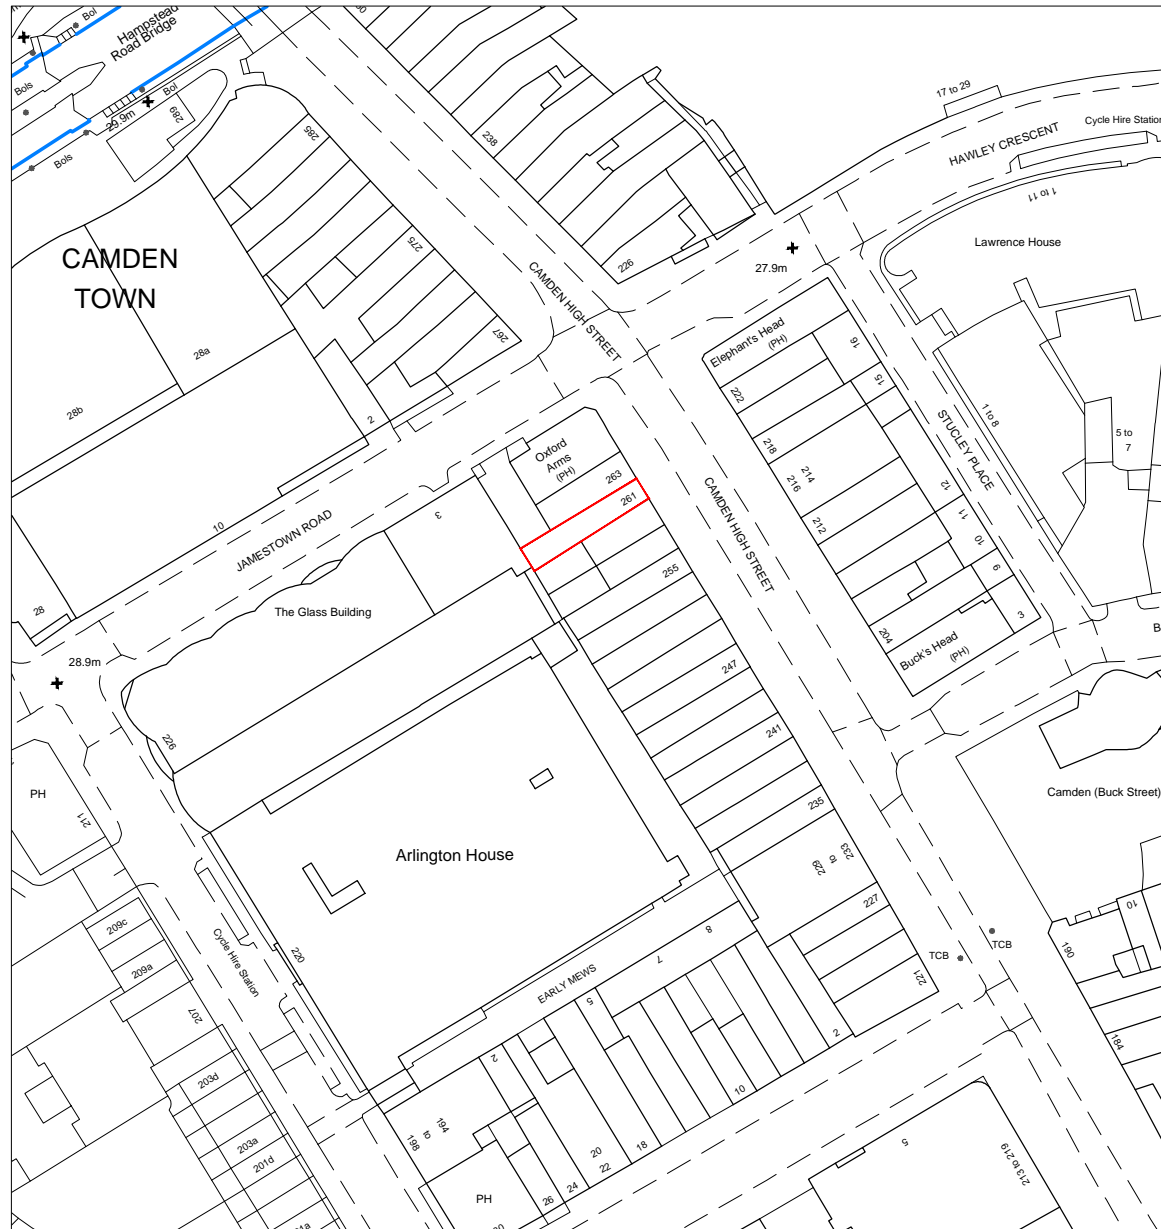 Hampstead
Road Bridge
Bol
Bols
Bol
29.9m
289
Bols
285
238
275
226
267
CAMDEN
TOWN
28a
28b
2
17 to 29
HAWLEY CRESCENT
Cycle Hire Station
1 to 11
Lawrence House
27.9m
CAMDEN HIGH STREET
Elephant's Head
(PH)
16
15
222
218
214
216
212
STUCLEY PLACE
1 to 8
5 to
7
12
11
10
9
3
204
Buck's Head
(PH)
B
Oxford
Arms
(PH)
263
261
255
247
241
235
233
to
229
227
221
CAMDEN HIGH STREET
10
JAMESTOWN ROAD
3
28
The Glass Building
28.9m
226
PH
211
Arlington House
Camden (Buck Street)
209c
209a
207
Cycle Hire Station
220
EARLY MEWS
8
7
5
2
2
TCB
TCB
190
10
184
203d
203a
201d
198
to
194
PH
26
24
22
20
18
10
5
213 to 219